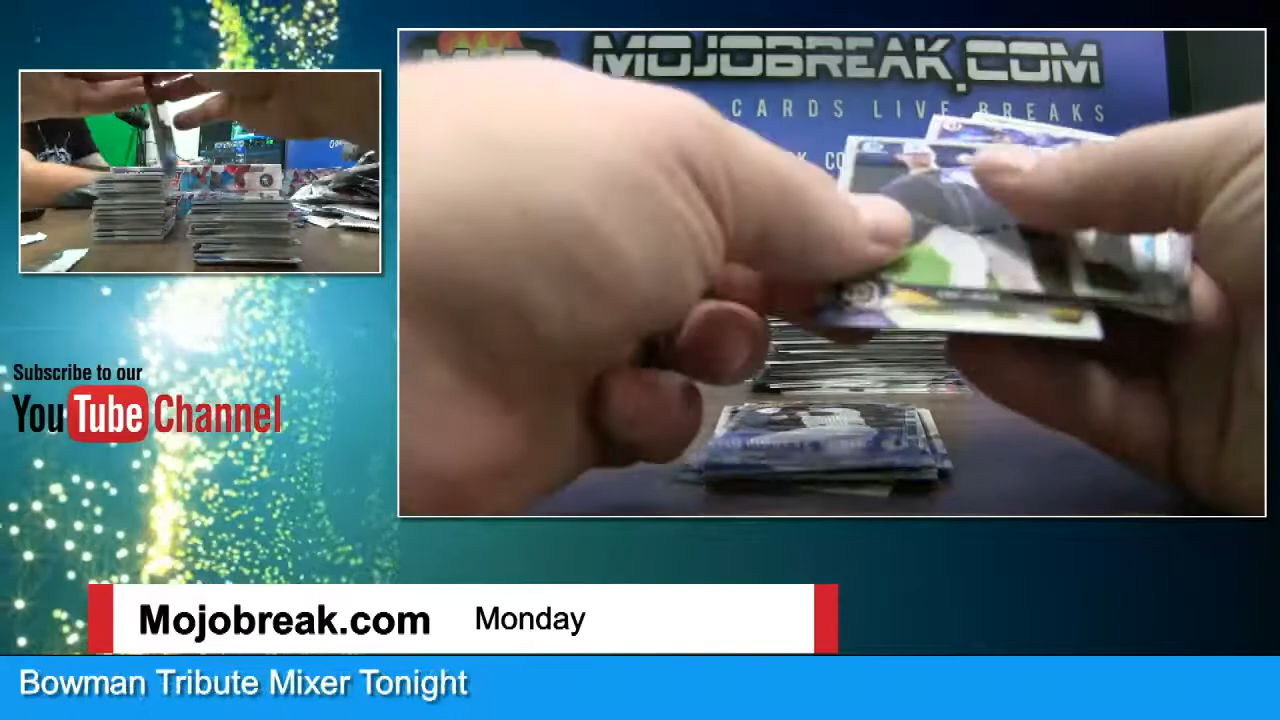 MOJOBREAK.COM
CARDS LIVE BREAKS
Subscribe to our
YouTube Channel
Mojobreak.com Monday
Bowman Tribute Mixer Tonight